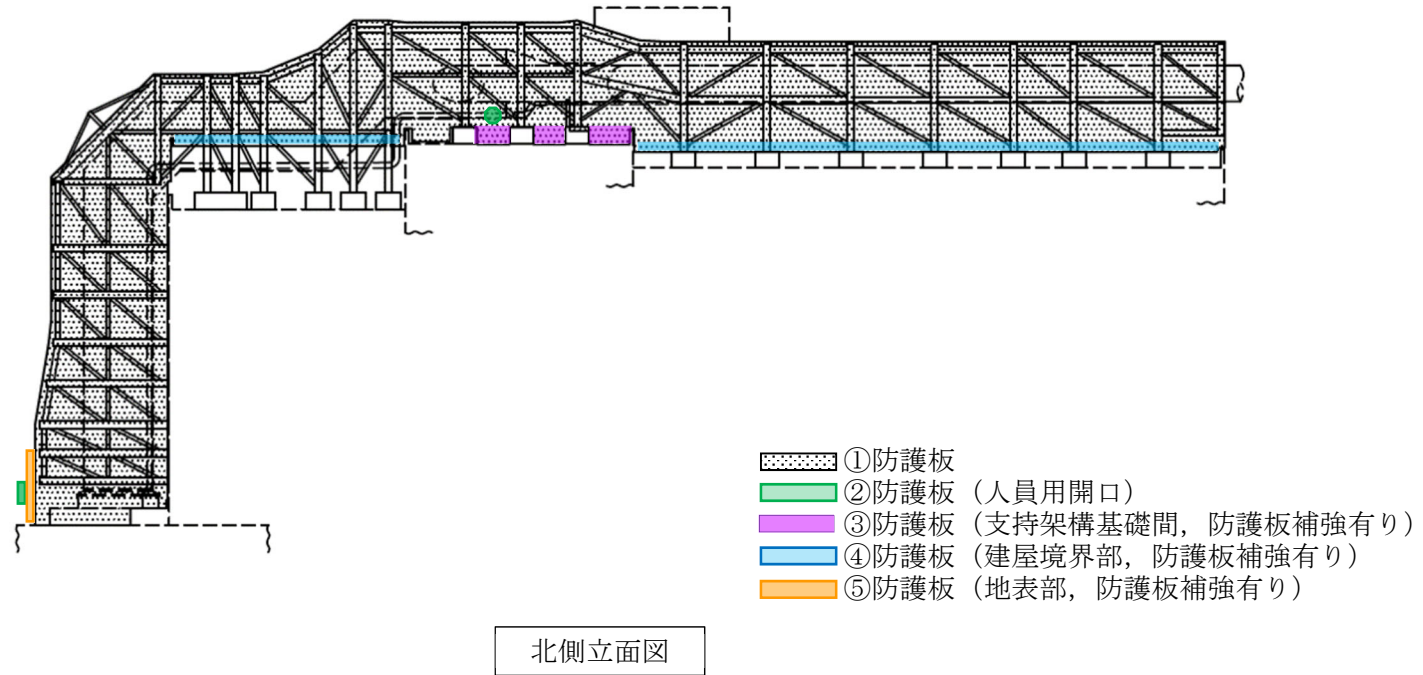 ①防護板
②防護板（人員用開口）
③防護板（支持架構基礎間，防護板補強有り）
④防護板（建屋境界部，防護板補強有り）
⑤防護板（地表部，防護板補強有り）
北側立面図